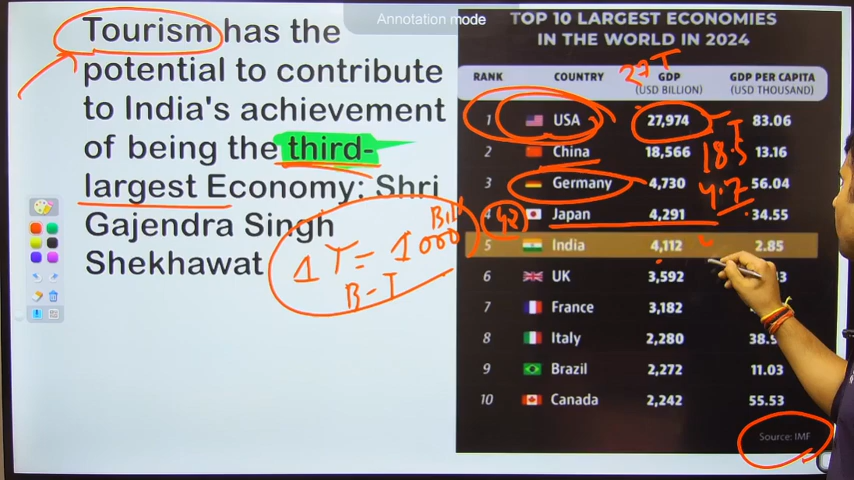 Annotation mode
Tourism has the
potential to contribute
to India's achievement
of being the third-
largest Economy: Shri
Gajendra Singh
Shekhawat
1 T = 1000 Bill
B - T
TOP 10 LARGEST ECONOMIES
IN THE WORLD IN 2024
27 T
RANK COUNTRY GDP (USD BILLION) GDP PER CAPITA (USD THOUSAND)
1 USA 27,974 83.06
2 China 18,566 13.16
18.5 T
3 Germany 4,730 56.04
4.7
4 Japan 4,291 34.55
5 India 4,112 2.85
6 UK 3,592
7 France 3,182
8 Italy 2,280 38.
9 Brazil 2,272 11.03
10 Canada 2,242 55.53
Source: IMF